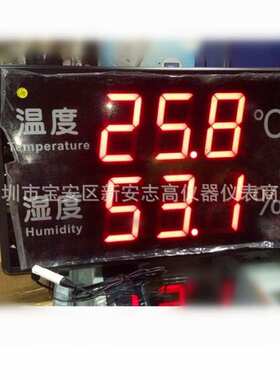 温度 25.8 ℃
Temperature
圳市宝安区新安志高仪器仪表商
湿度 53.1 %
Humidity